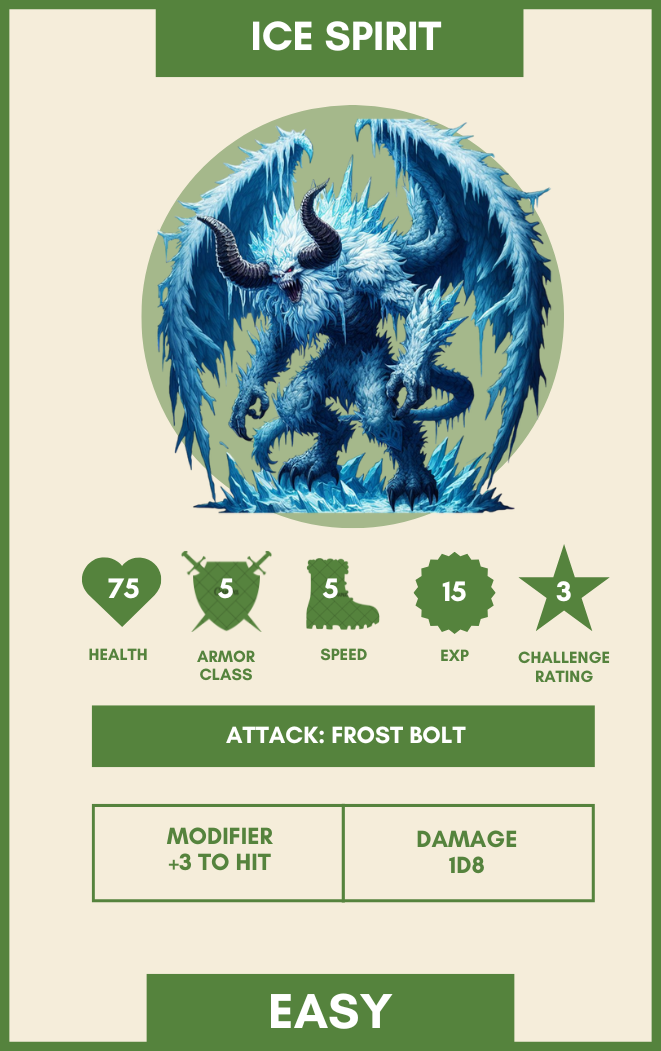 ICE SPIRIT
75
5
5
15
3
HEALTH
ARMOR
CLASS
SPEED
EXP
CHALLENGE
RATING
ATTACK: FROST BOLT
MODIFIER
+3 TO HIT
DAMAGE
1D8
EASY